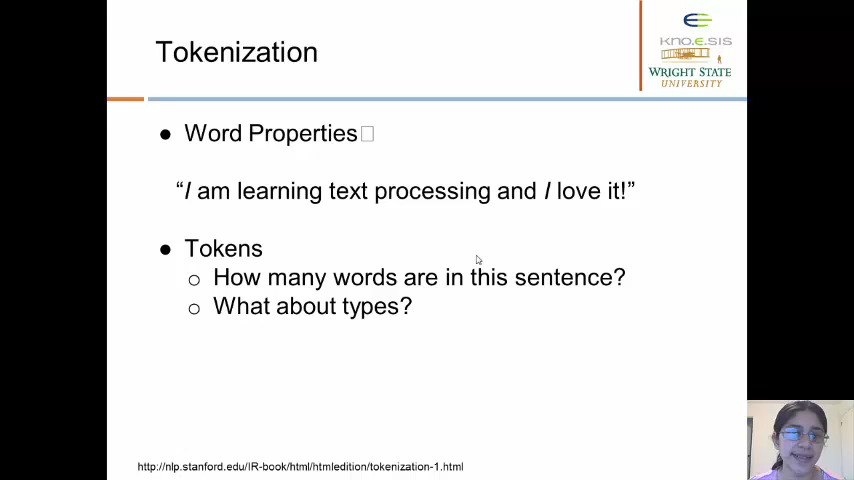 Tokenization
KNO.E.SIS
WRIGHT STATE
UNIVERSITY
● Word Properties□
“I am learning text processing and I love it!”
● Tokens
○ How many words are in this sentence?
○ What about types?
http://nlp.stanford.edu/IR-book/html/htmledition/tokenization-1.html